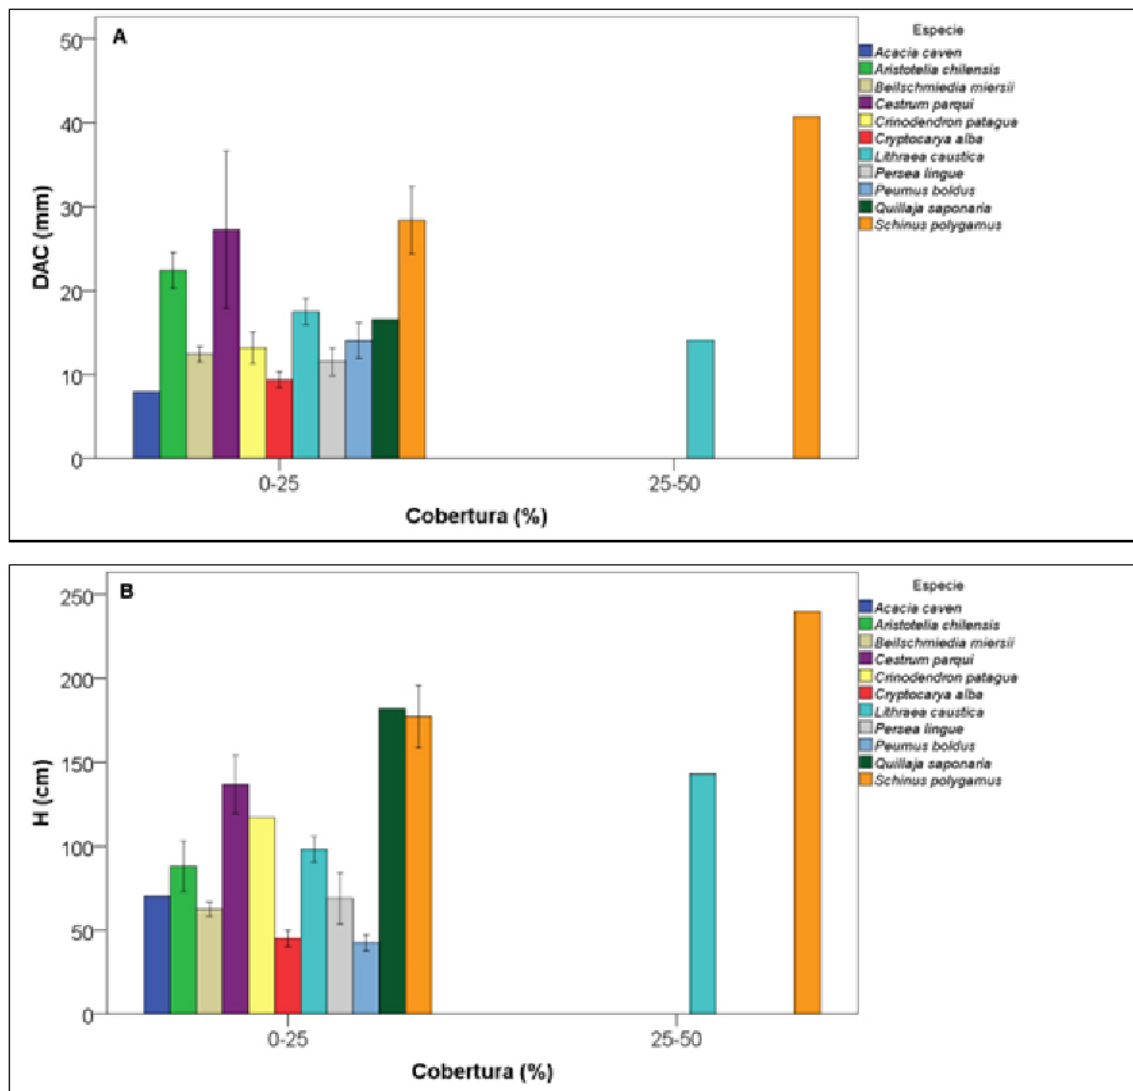 A
Especie
Acacia caven
Aristotelia chilensis
Beilschmiedia miersii
Cestrum parqui
Crinodendron patagua
Cryptocarya alba
Lithraea caustica
Persea lingue
Peumus boldus
Quillaja saponaria
Schinus polygamus
DAC (mm)
50
40
30
20
10
0
0-25
25-50
Cobertura (%)
B
Especie
Acacia caven
Aristotelia chilensis
Beilschmiedia miersii
Cestrum parqui
Crinodendron patagua
Cryptocarya alba
Lithraea caustica
Persea lingue
Peumus boldus
Quillaja saponaria
Schinus polygamus
H (cm)
250
200
150
100
50
0
0-25
25-50
Cobertura (%)